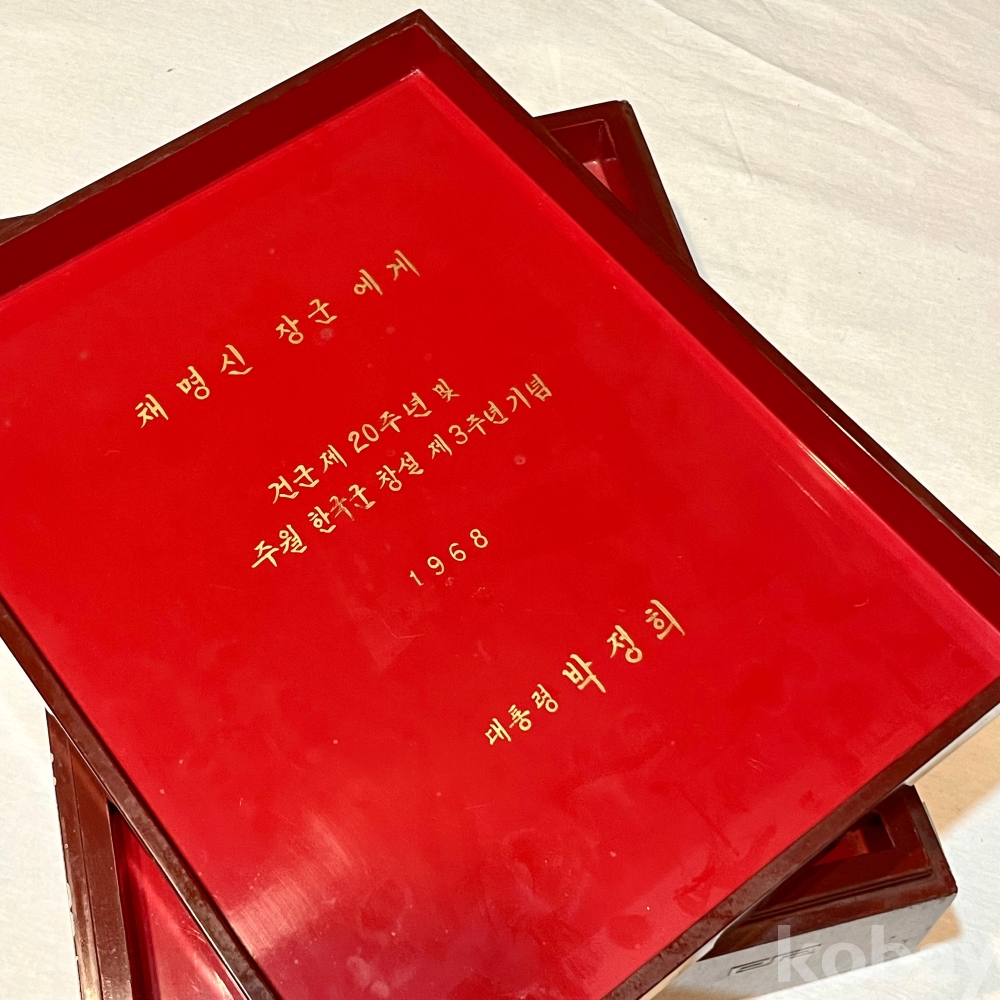 채명신 장군에게
건군 제20주년 및
주월 한국군 창설 제3주년 기념
1968
대통령 박정희
kobay